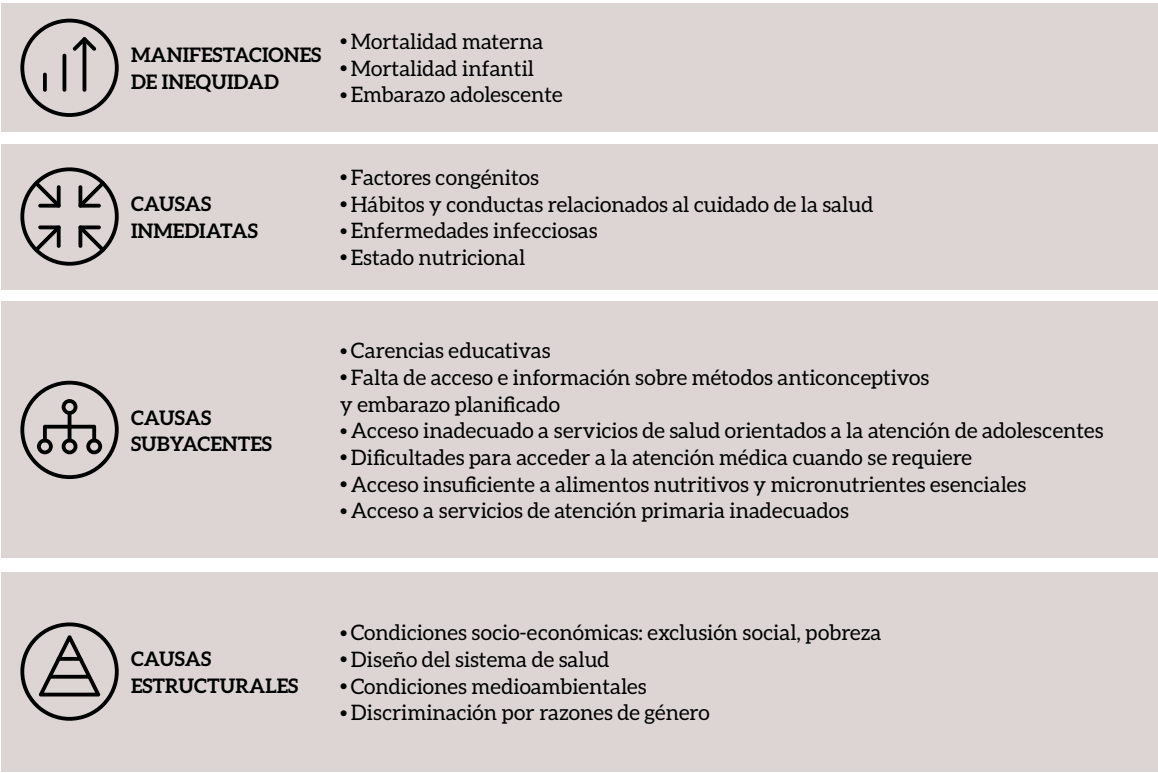 MANIFESTACIONES
DE INEQUIDAD
• Mortalidad materna
• Mortalidad infantil
• Embarazo adolescente
CAUSAS
INMEDIATAS
• Factores congénitos
• Hábitos y conductas relacionados al cuidado de la salud
• Enfermedades infecciosas
• Estado nutricional
CAUSAS
SUBYACENTES
• Carencias educativas
• Falta de acceso e información sobre métodos anticonceptivos
y embarazo planificado
• Acceso inadecuado a servicios de salud orientados a la atención de adolescentes
• Dificultades para acceder a la atención médica cuando se requiere
• Acceso insuficiente a alimentos nutritivos y micronutrientes esenciales
• Acceso a servicios de atención primaria inadecuados
CAUSAS
ESTRUCTURALES
• Condiciones socio-económicas: exclusión social, pobreza
• Diseño del sistema de salud
• Condiciones medioambientales
• Discriminación por razones de género